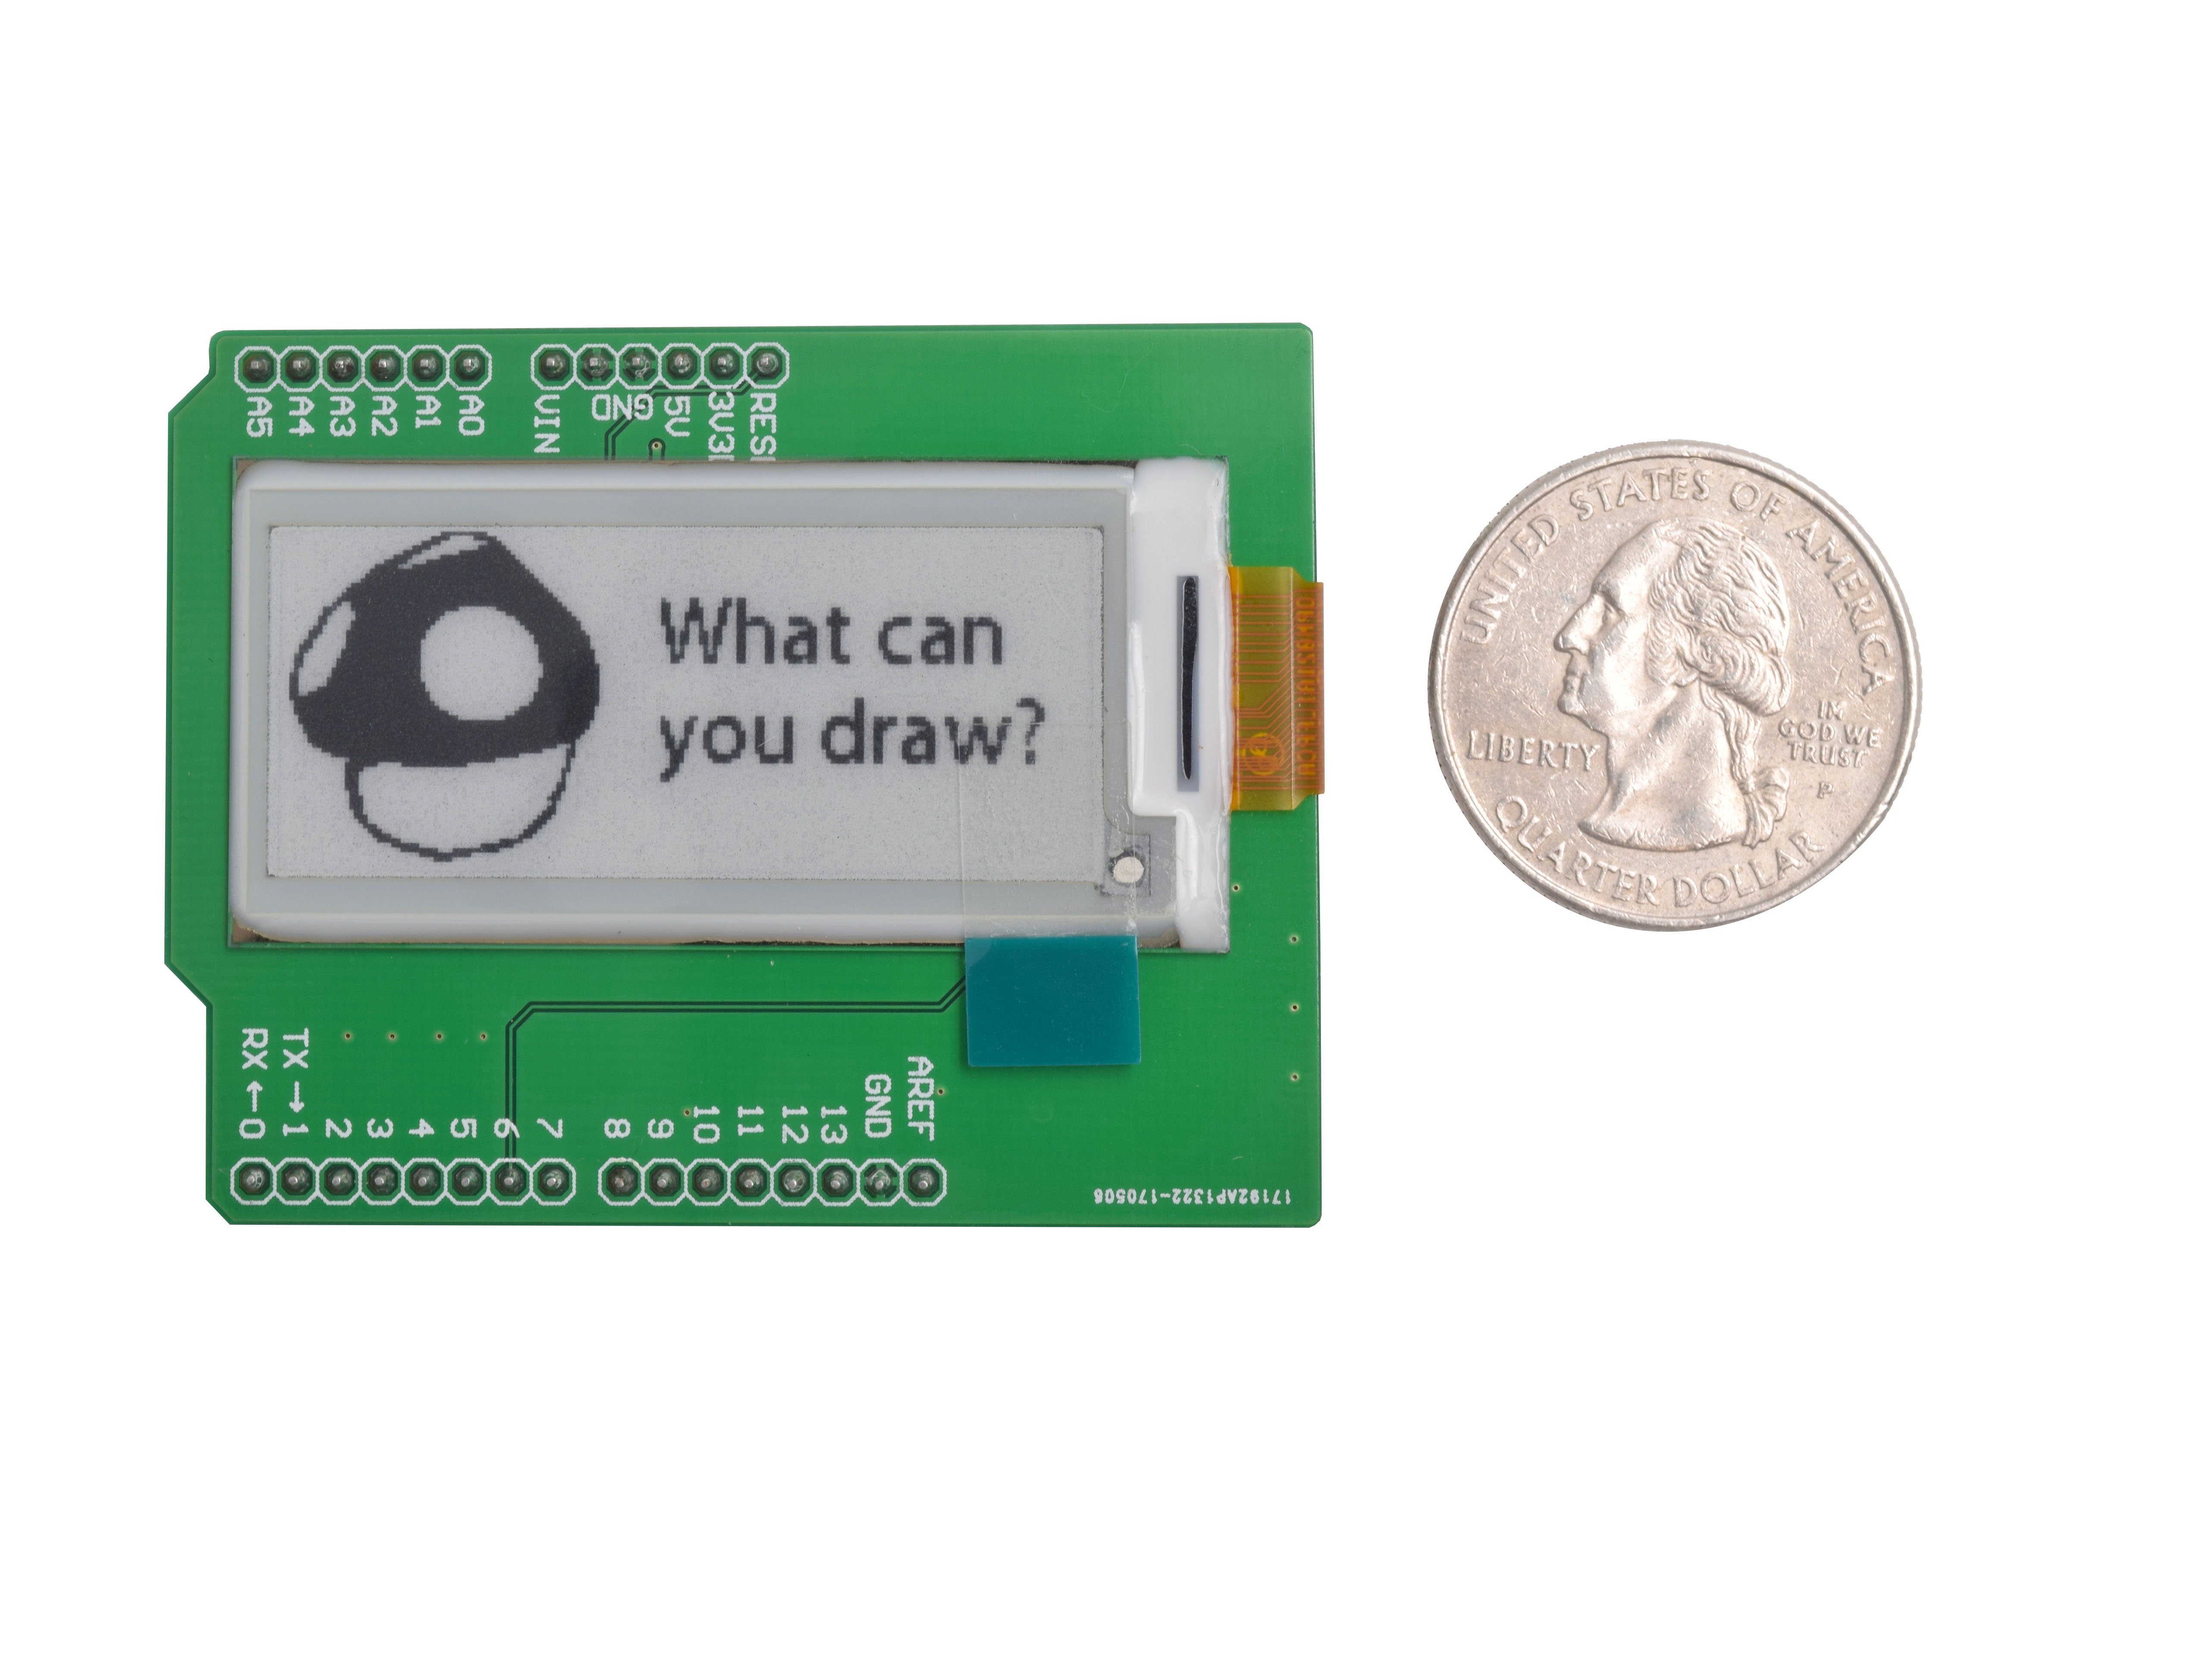 A5 A4 A3 A2 A1 A0 VIN GND 5V 3V3 RES
What can
you draw?
RX←0 TX→1 2 3 4 5 6 7 8 9 10 11 12 13 GND AREF
17192AP1322-170506
UNITED STATES OF AMERICA
LIBERTY
IN
GOD WE
TRUST
P
QUARTER DOLLAR